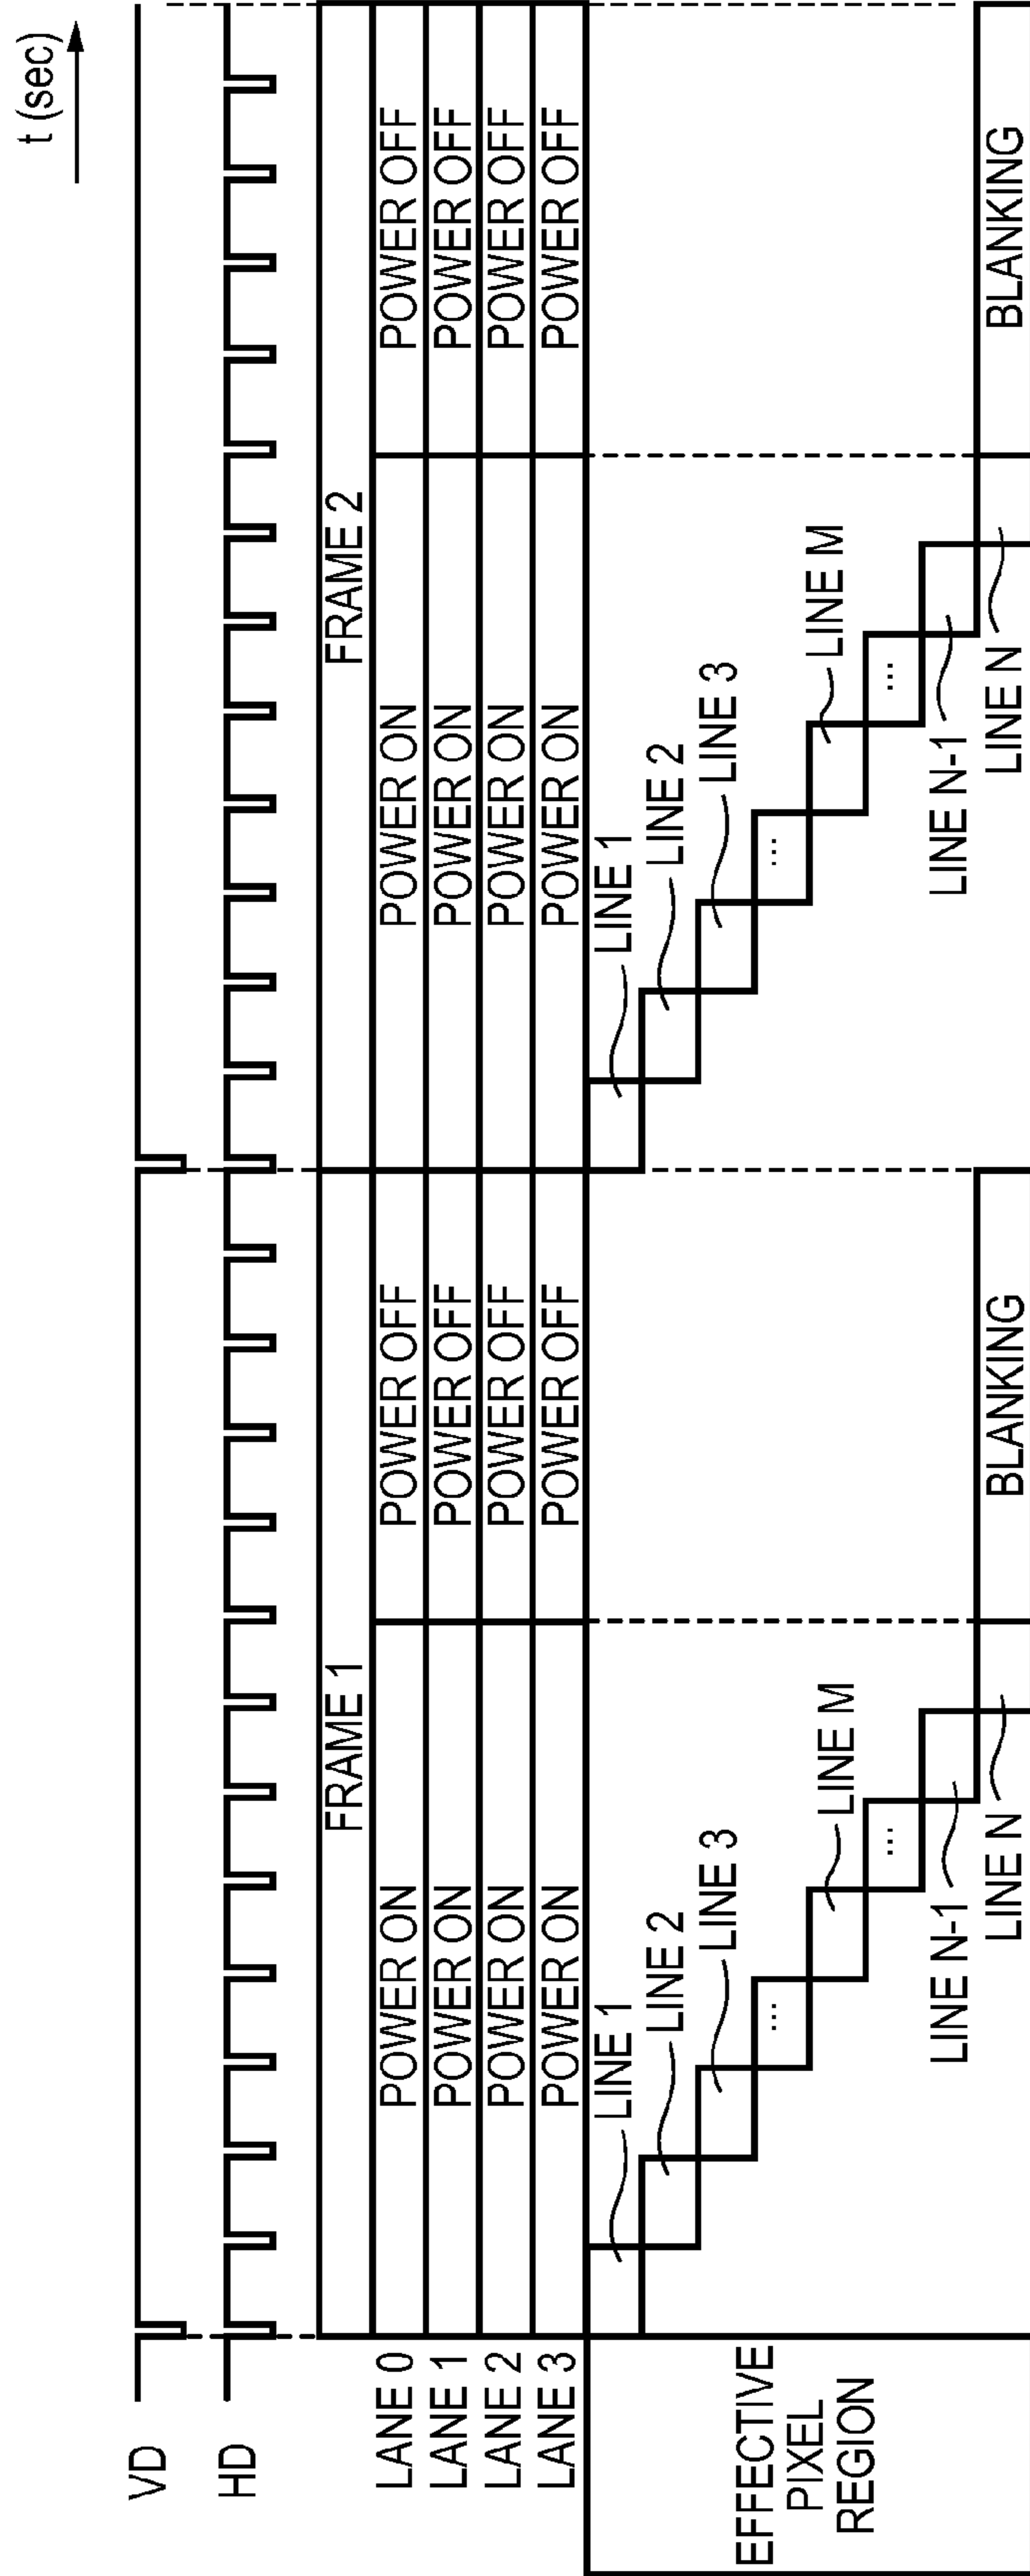 t (sec)
VD
HD
FRAME 1
FRAME 2
LANE 0
POWER ON
POWER OFF
POWER ON
POWER OFF
LANE 1
POWER ON
POWER OFF
POWER ON
POWER OFF
LANE 2
POWER ON
POWER OFF
POWER ON
POWER OFF
LANE 3
POWER ON
POWER OFF
POWER ON
POWER OFF
EFFECTIVE
PIXEL
REGION
LINE 1
LINE 2
LINE 3
...
LINE M
...
LINE N-1
LINE N
BLANKING
LINE 1
LINE 2
LINE 3
...
LINE M
...
LINE N-1
LINE N
BLANKING